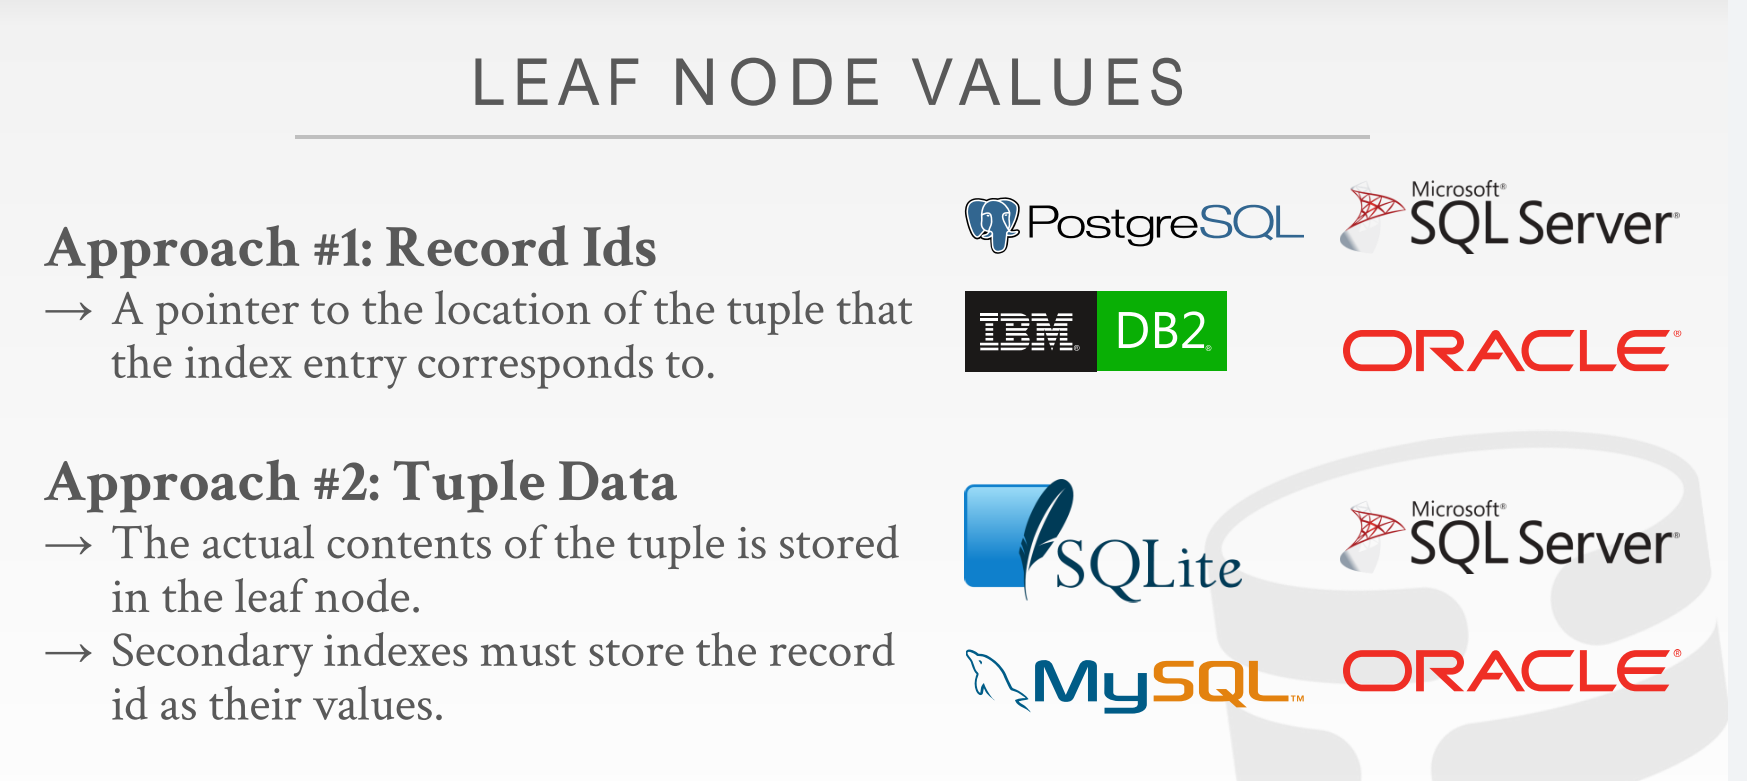 LEAF NODE VALUES
Approach #1: Record Ids
→ A pointer to the location of the tuple that
the index entry corresponds to.
PostgreSQL
Microsoft®
SQL Server®
IBM® DB2®
ORACLE®
Approach #2: Tuple Data
→ The actual contents of the tuple is stored
in the leaf node.
→ Secondary indexes must store the record
id as their values.
SQLite
Microsoft®
SQL Server®
MySQL™
ORACLE®